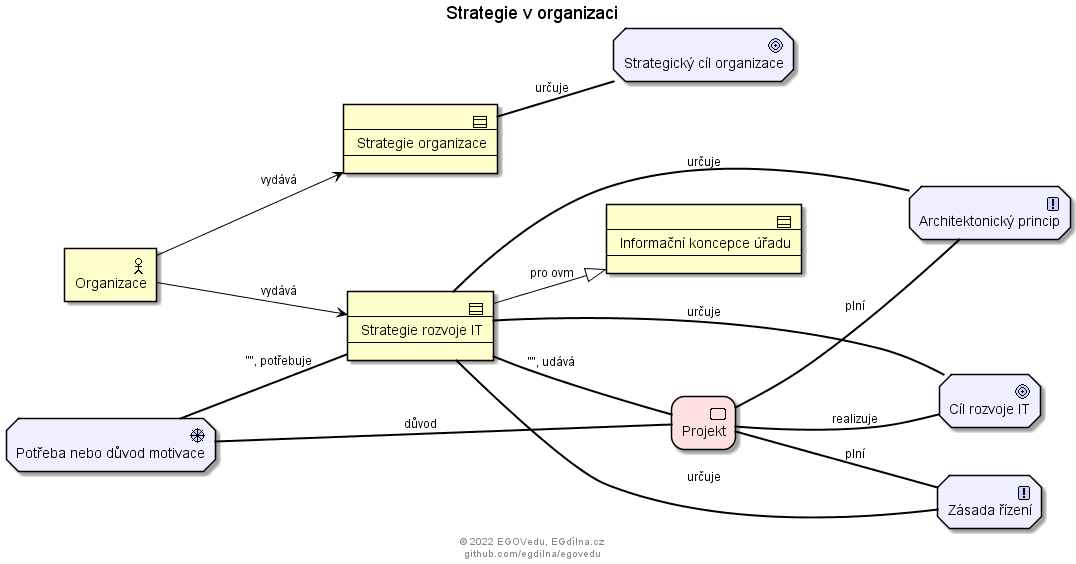 Strategie v organizaci
Strategický cíl organizace
určuje
Strategie organizace
vydává
určuje
Architektonický princip
Informační koncepce úřadu
Organizace
pro ovm
vydává
plní
určuje
Strategie rozvoje IT
"", potřebuje
"", udává
Cíl rozvoje IT
realizuje
důvod
Projekt
Potřeba nebo důvod motivace
plní
určuje
Zásada řízení
© 2022 EGOVedu, EGdílna.cz
github.com/egdilna/egovedu